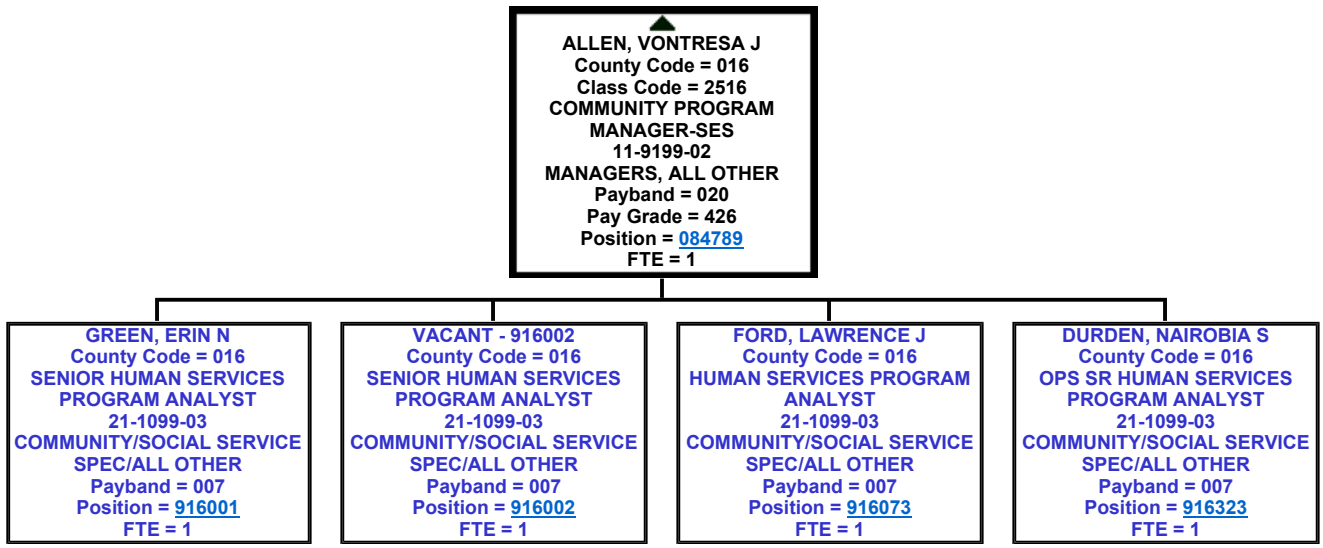 ALLEN, VONTRESA J
County Code = 016
Class Code = 2516
COMMUNITY PROGRAM
MANAGER-SES
11-9199-02
MANAGERS, ALL OTHER
Payband = 020
Pay Grade = 426
Position = 084789
FTE = 1
GREEN, ERIN N
County Code = 016
SENIOR HUMAN SERVICES
PROGRAM ANALYST
21-1099-03
COMMUNITY/SOCIAL SERVICE
SPEC/ALL OTHER
Payband = 007
Position = 916001
FTE = 1
VACANT - 916002
County Code = 016
SENIOR HUMAN SERVICES
PROGRAM ANALYST
21-1099-03
COMMUNITY/SOCIAL SERVICE
SPEC/ALL OTHER
Payband = 007
Position = 916002
FTE = 1
FORD, LAWRENCE J
County Code = 016
HUMAN SERVICES PROGRAM
ANALYST
21-1099-03
COMMUNITY/SOCIAL SERVICE
SPEC/ALL OTHER
Payband = 007
Position = 916073
FTE = 1
DURDEN, NAIROBIA S
County Code = 016
OPS SR HUMAN SERVICES
PROGRAM ANALYST
21-1099-03
COMMUNITY/SOCIAL SERVICE
SPEC/ALL OTHER
Payband = 007
Position = 916323
FTE = 1